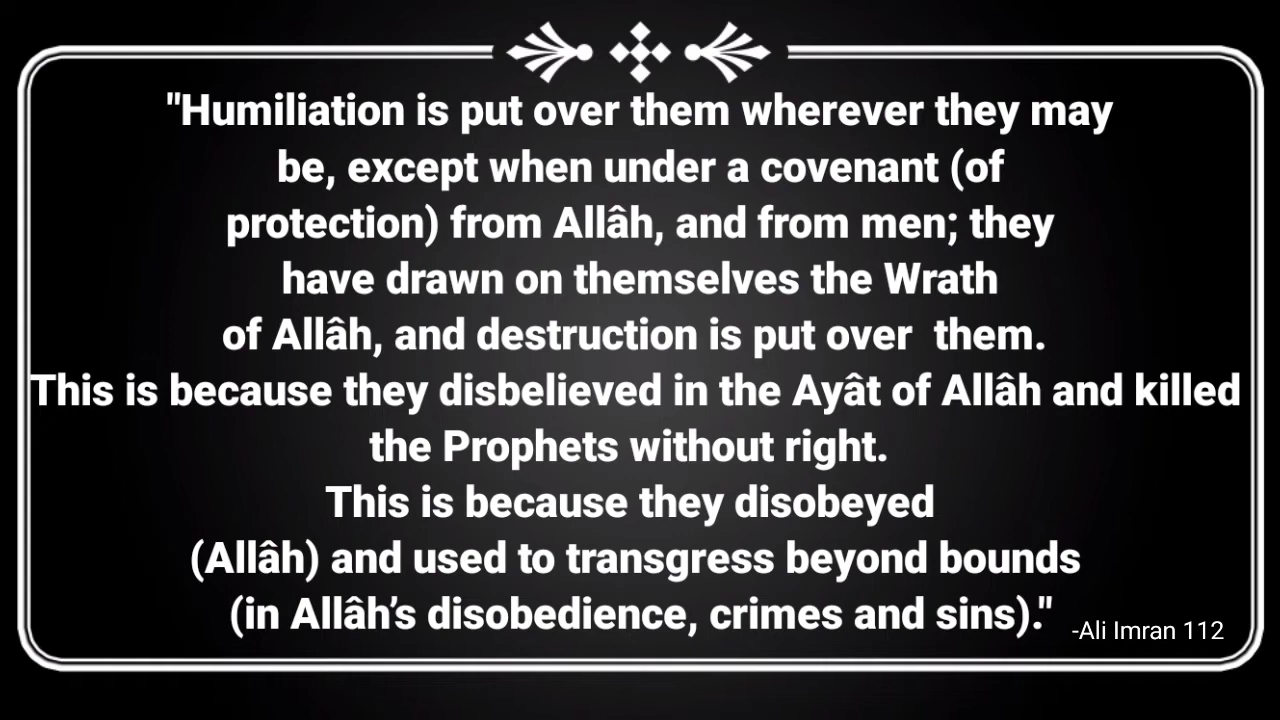 "Humiliation is put over them wherever they may
be, except when under a covenant (of
protection) from Allâh, and from men; they
have drawn on themselves the Wrath
of Allâh, and destruction is put over  them.
This is because they disbelieved in the Ayât of Allâh and killed
the Prophets without right.
This is because they disobeyed
(Allâh) and used to transgress beyond bounds
(in Allâh’s disobedience, crimes and sins)."
-Ali Imran 112